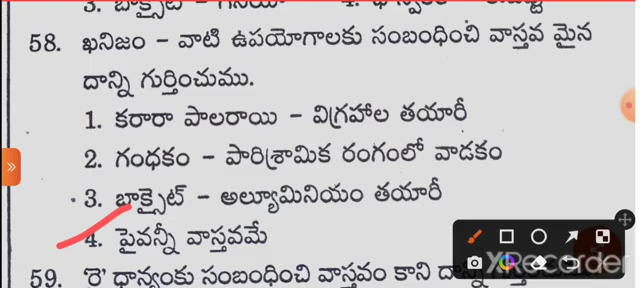 3. బాక్సైట్ -
58. ఖనిజం – వాటి ఉపయోగాలకు సంబంధించి వాస్తవ మైన
దాన్ని గుర్తించుము.
1. కరారా పాలరాయి – విగ్రహాల తయారీ
2. గంధకం – పారిశ్రామిక రంగంలో వాడకం
3. బాక్సైట్ – అల్యూమినియం తయారీ
4. పైవన్నీ వాస్తవమే
59. 'రె' ధాన్యంకు సంబంధించి వాస్తవం కాని
XRecorder